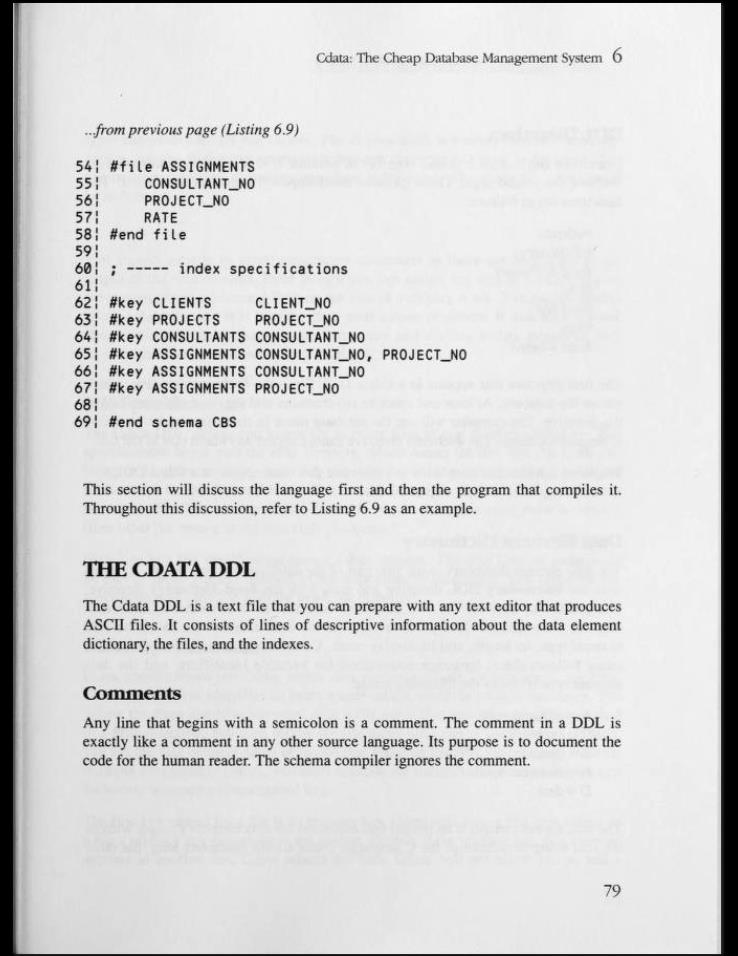 Cdata: The Cheap Database Management System 6
...from previous page (Listing 6.9)
54¦ #file ASSIGNMENTS
55¦     CONSULTANT_NO
56¦     PROJECT_NO
57¦     RATE
58¦ #end file
59¦
60¦ ; ----- index specifications
61¦
62¦ #key CLIENTS     CLIENT_NO
63¦ #key PROJECTS    PROJECT_NO
64¦ #key CONSULTANTS CONSULTANT_NO
65¦ #key ASSIGNMENTS CONSULTANT_NO, PROJECT_NO
66¦ #key ASSIGNMENTS CONSULTANT_NO
67¦ #key ASSIGNMENTS PROJECT_NO
68¦
69¦ #end schema CBS
This section will discuss the language first and then the program that compiles it.
Throughout this discussion, refer to Listing 6.9 as an example.
THE CDATA DDL
The Cdata DDL is a text file that you can prepare with any text editor that produces
ASCII files. It consists of lines of descriptive information about the data element
dictionary, the files, and the indexes.
Comments
Any line that begins with a semicolon is a comment. The comment in a DDL is
exactly like a comment in any other source language. Its purpose is to document the
code for the human reader. The schema compiler ignores the comment.
79